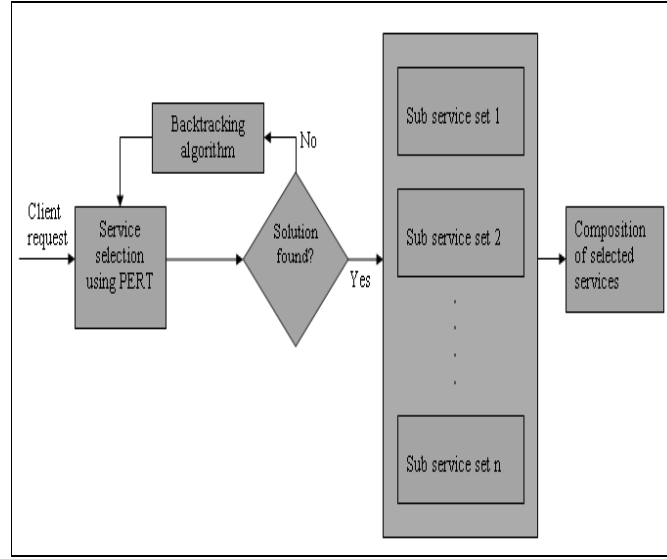 Client
request
Service
selection
using PERT
Backtracking
algorithm
No
Solution
found?
Yes
Sub service set 1
Sub service set 2
Sub service set n
Composition
of selected
services